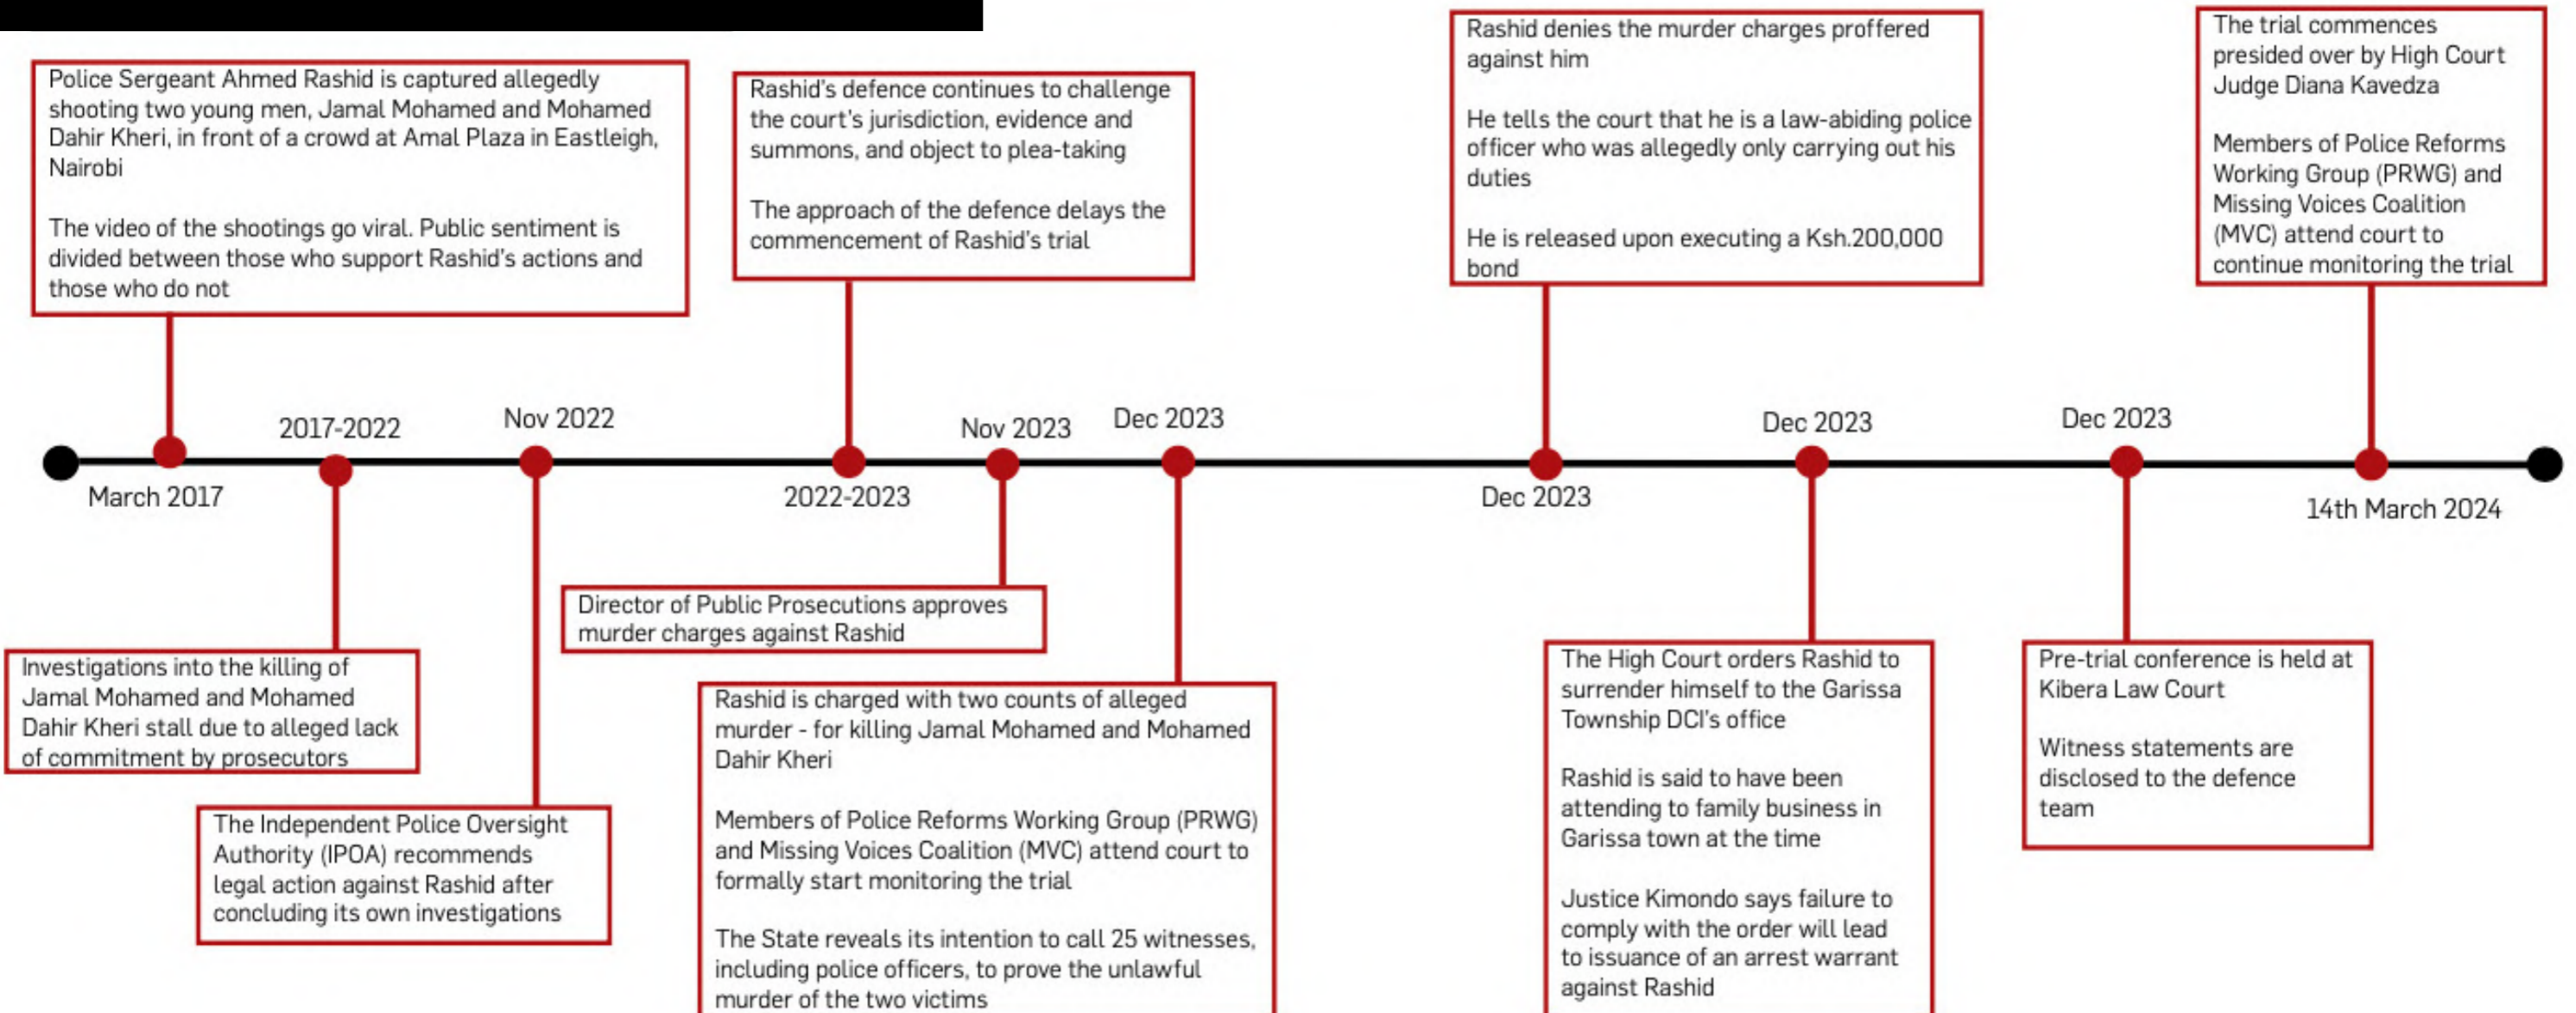 Police Sergeant Ahmed Rashid is captured allegedly
shooting two young men, Jamal Mohamed and Mohamed
Dahir Kheri, in front of a crowd at Amal Plaza in Eastleigh,
Nairobi
The video of the shootings go viral. Public sentiment is
divided between those who support Rashid's actions and
those who do not
March 2017
2017-2022
Investigations into the killing of
Jamal Mohamed and Mohamed
Dahir Kheri stall due to alleged lack
of commitment by prosecutors
Nov 2022
The Independent Police Oversight
Authority (IPOA) recommends
legal action against Rashid after
concluding its own investigations
Rashid's defence continues to challenge
the court's jurisdiction, evidence and
summons, and object to plea-taking
The approach of the defence delays the
commencement of Rashid's trial
2022-2023
Nov 2023
Director of Public Prosecutions approves
murder charges against Rashid
Dec 2023
Rashid is charged with two counts of alleged
murder - for killing Jamal Mohamed and Mohamed
Dahir Kheri
Members of Police Reforms Working Group (PRWG)
and Missing Voices Coalition (MVC) attend court to
formally start monitoring the trial
The State reveals its intention to call 25 witnesses,
including police officers, to prove the unlawful
murder of the two victims
Rashid denies the murder charges proffered
against him
He tells the court that he is a law-abiding police
officer who was allegedly only carrying out his
duties
He is released upon executing a Ksh.200,000
bond
Dec 2023
Dec 2023
The High Court orders Rashid to
surrender himself to the Garissa
Township DCI's office
Rashid is said to have been
attending to family business in
Garissa town at the time
Justice Kimondo says failure to
comply with the order will lead
to issuance of an arrest warrant
against Rashid
Dec 2023
Pre-trial conference is held at
Kibera Law Court
Witness statements are
disclosed to the defence
team
The trial commences
presided over by High Court
Judge Diana Kavedza
Members of Police Reforms
Working Group (PRWG) and
Missing Voices Coalition
(MVC) attend court to
continue monitoring the trial
14th March 2024